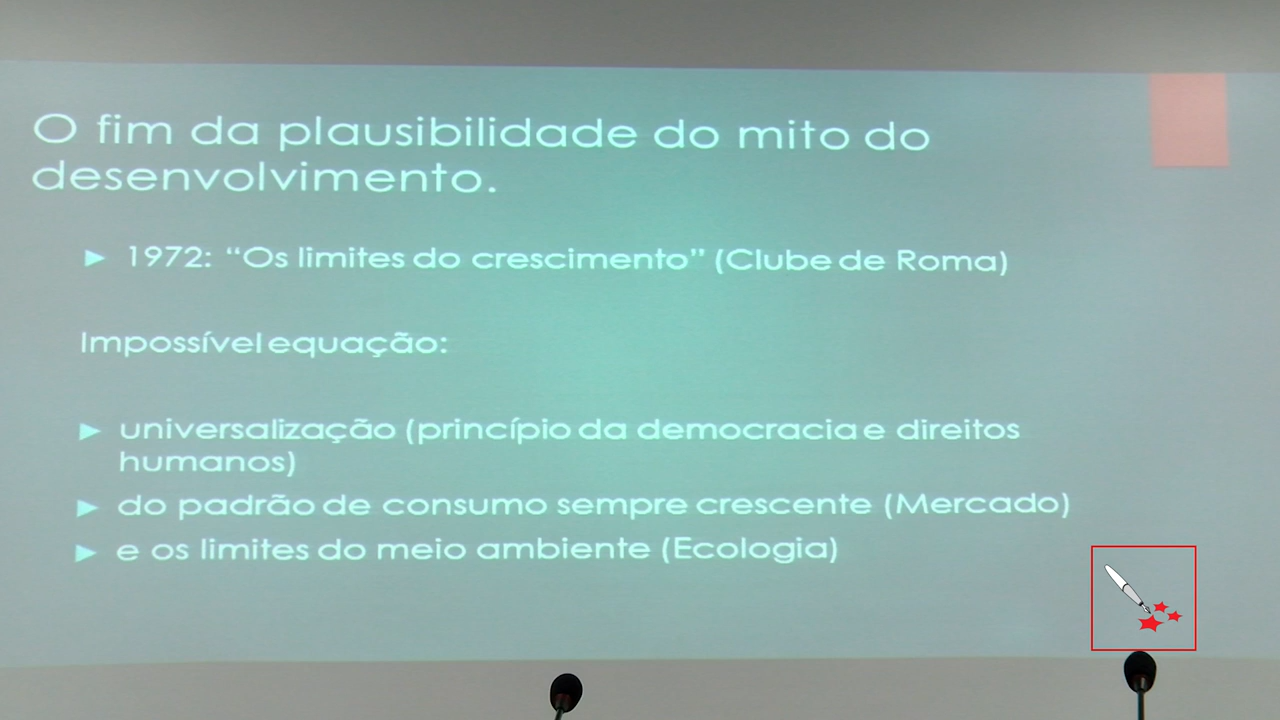 O fim da plausibilidade do mito do
desenvolvimento.
1972: “Os limites do crescimento” (Clube de Roma)
Impossível equação:
universalização (princípio da democracia e direitos
humanos)
do padrão de consumo sempre crescente (Mercado)
e os limites do meio ambiente (Ecologia)